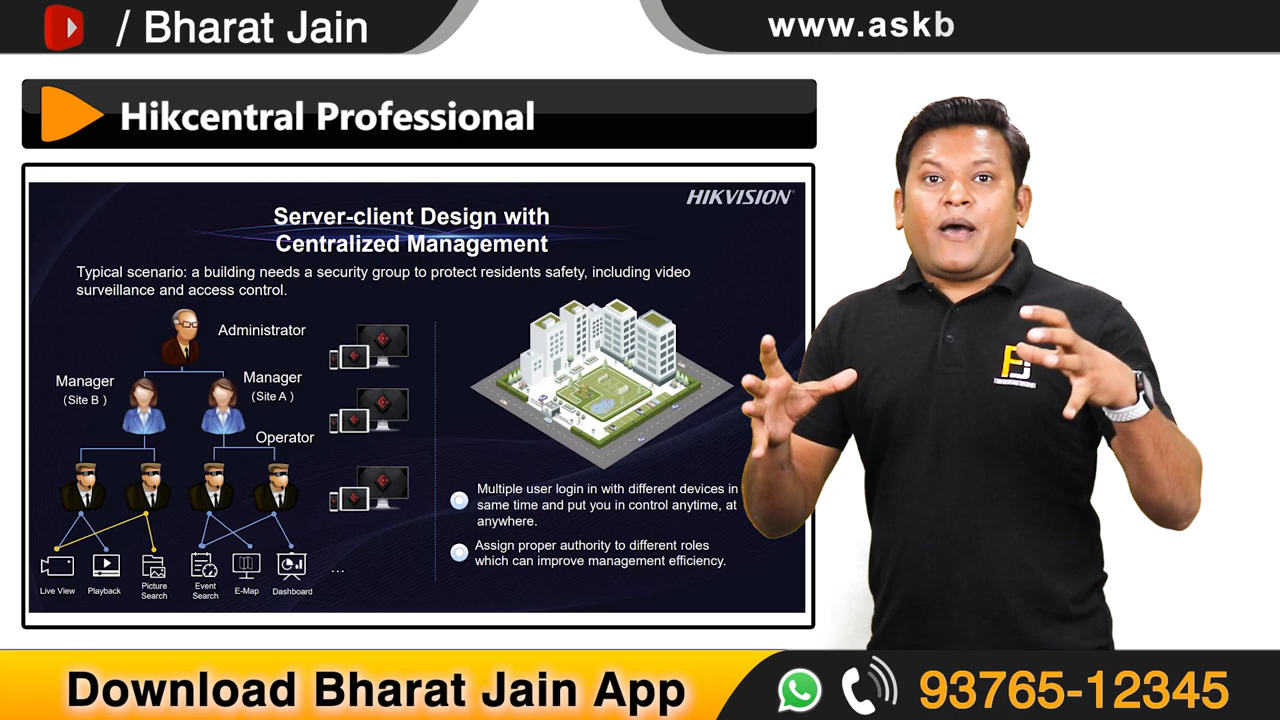 / Bharat Jain
www.askb
Hikcentral Professional
HIKVISION
Server-client Design with
Centralized Management
Typical scenario: a building needs a security group to protect residents safety, including video
surveillance and access control.
Administrator
Manager
(Site B )
Manager
(Site A )
Operator
Live View
Playback
Picture
Search
Event
Search
E-Map
Dashboard
...
Multiple user login in with different devices in
same time and put you in control anytime, at
anywhere.
Assign proper authority to different roles
which can improve management efficiency.
Download Bharat Jain App
93765-12345